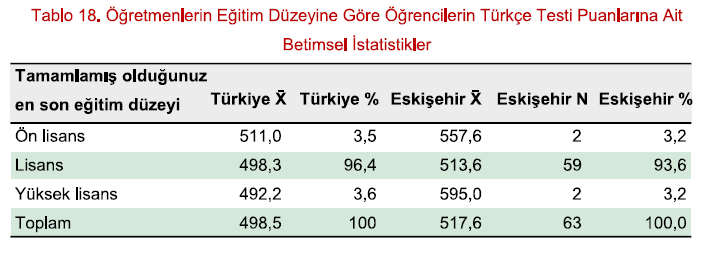 Tablo 18. Öğretmenlerin Eğitim Düzeyine Göre Öğrencilerin Türkçe Testi Puanlarına Ait
Betimsel İstatistikler
Tamamlamış olduğunuz
en son eğitim düzeyi Türkiye X̄ Türkiye % Eskişehir X̄ Eskişehir N Eskişehir %
Ön lisans 511,0 3,5 557,6 2 3,2
Lisans 498,3 96,4 513,6 59 93,6
Yüksek lisans 492,2 3,6 595,0 2 3,2
Toplam 498,5 100 517,6 63 100,0